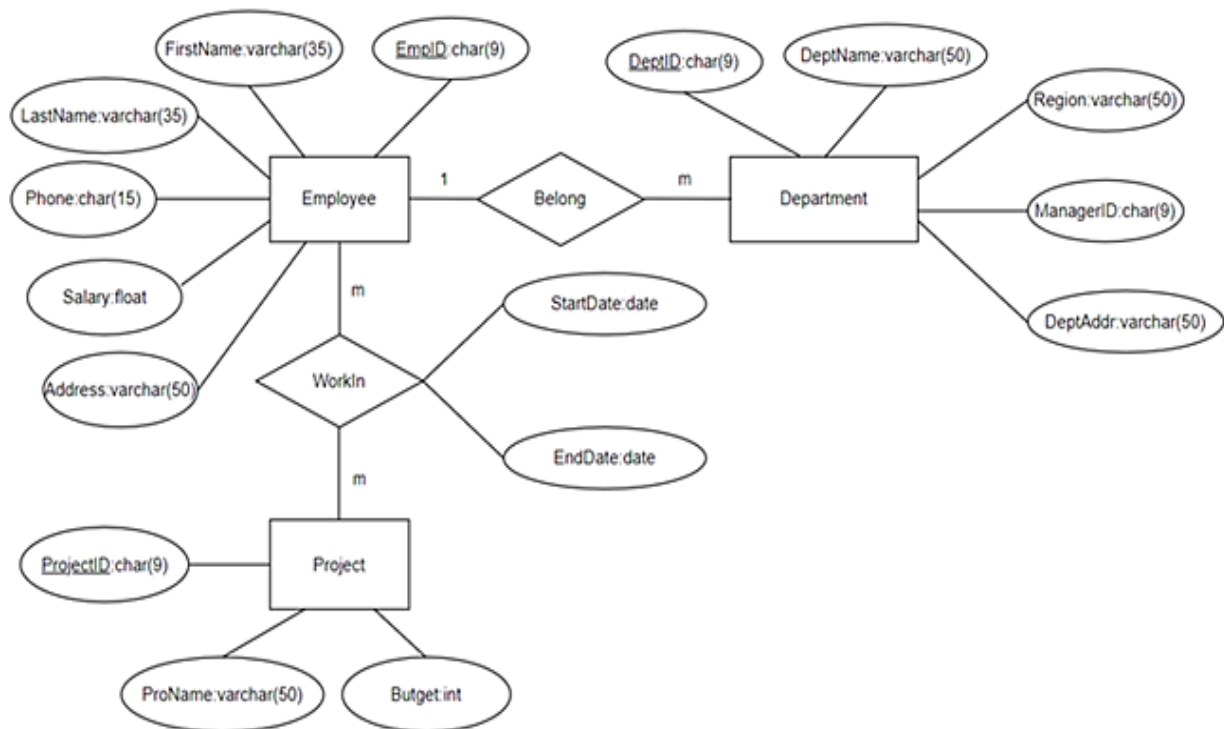 FirstName:varchar(35)
EmpID:char(9)
DeptID:char(9)
DeptName:varchar(50)
LastName:varchar(35)
Region:varchar(50)
Phone:char(15)
Employee
1
Belong
m
Department
ManagerID:char(9)
Salary:float
m
StartDate:date
DeptAddr:varchar(50)
Address:varchar(50)
WorkIn
EndDate:date
m
ProjectID:char(9)
Project
ProName:varchar(50)
Butget:int